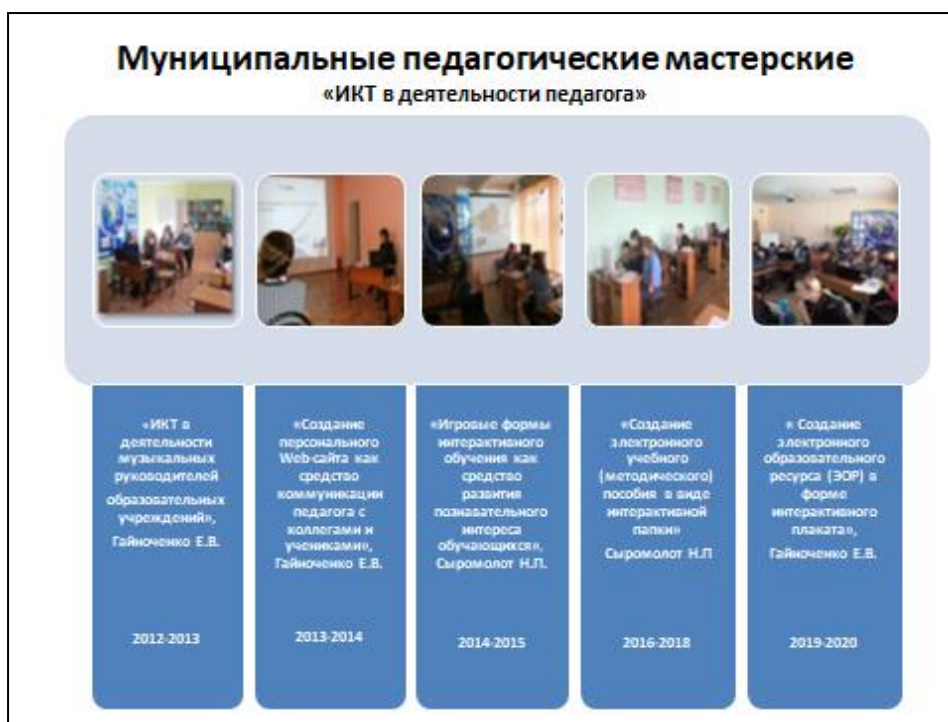 Муниципальные педагогические мастерские
«ИКТ в деятельности педагога»
«ИКТ в
деятельности
музыкальных
руководителей
образовательных
учреждений»,
Гайноченко Е.В.
2012-2013
«Создание
персонального
Web-сайта как
средство
коммуникации
педагога с
коллегами и
учениками»,
Гайноченко Е.В.
2013-2014
«Игровые формы
интерактивного
обучения как
средство
развития
познавательного
интереса
обучающихся»,
Сыромолот Н.П.
2014-2015
«Создание
электронного
учебного
(методического)
пособия в виде
интерактивной
папки»
Сыромолот Н.П
2016-2018
« Создание
электронного
образовательного
ресурса (ЭОР) в
форме
интерактивного
плаката»,
Гайноченко Е.В.
2019-2020